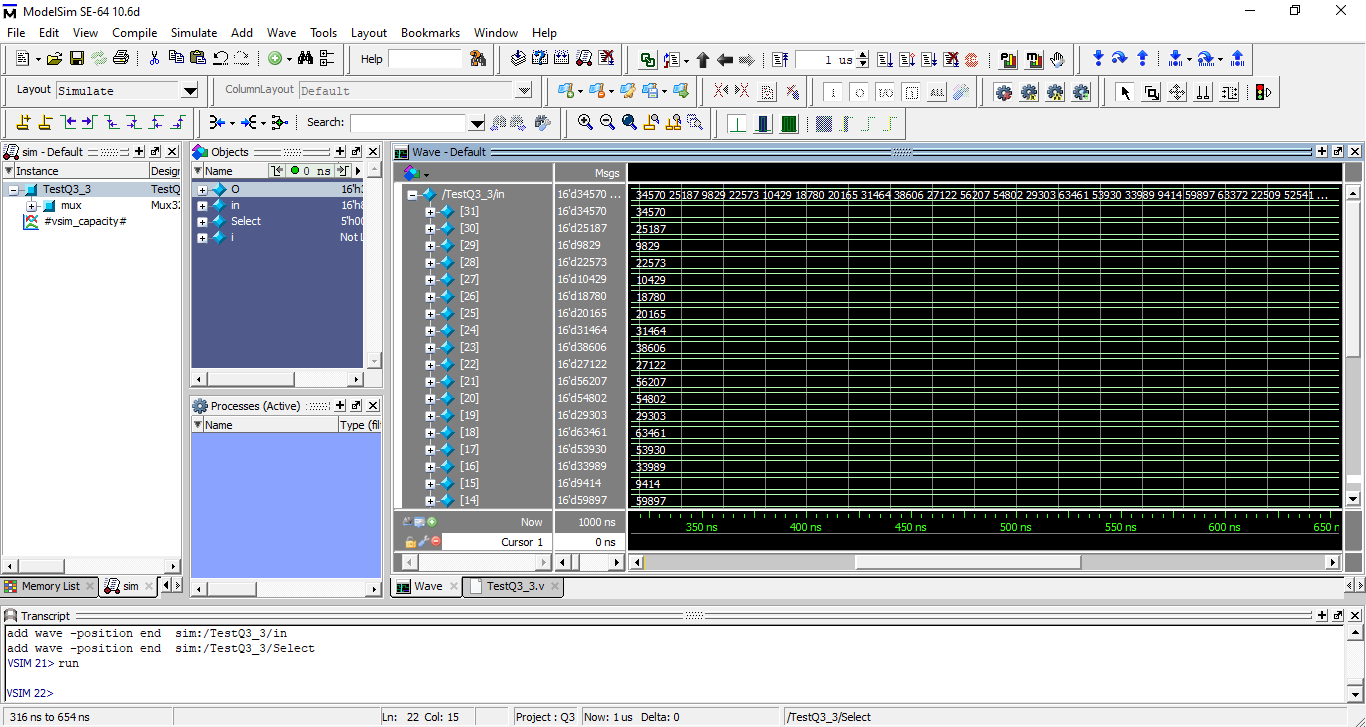 ModelSim SE-64 10.6d
File Edit View Compile Simulate Add Wave Tools Layout Bookmarks Window Help
Help 1 us
Layout Simulate ColumnLayout Default
Search:
sim - Default
Instance Design
TestQ3_3 TestQ
mux Mux32
#vsim_capacity#
Memory List sim
Objects
Name 0 ns
O 16'h
in 16'h
Select 5'h0
i Not
Processes (Active)
Name Type (filt
Wave - Default
Msgs
/TestQ3_3/in 16'd34570 ... 34570 25187 9829 22573 10429 18780 20165 31464 38606 27122 56207 54802 29303 63461 53930 33989 9414 59897 63372 22509 52541 ...
[31] 16'd34570 34570
[30] 16'd25187 25187
[29] 16'd9829 9829
[28] 16'd22573 22573
[27] 16'd10429 10429
[26] 16'd18780 18780
[25] 16'd20165 20165
[24] 16'd31464 31464
[23] 16'd38606 38606
[22] 16'd27122 27122
[21] 16'd56207 56207
[20] 16'd54802 54802
[19] 16'd29303 29303
[18] 16'd63461 63461
[17] 16'd53930 53930
[16] 16'd33989 33989
[15] 16'd9414 9414
[14] 16'd59897 59897
Now 1000 ns 350 ns 400 ns 450 ns 500 ns 550 ns 600 ns 650 n
Cursor 1 0 ns
Wave TestQ3_3.v
Transcript
add wave -position end sim:/TestQ3_3/in
add wave -position end sim:/TestQ3_3/Select
VSIM 21> run
VSIM 22>
316 ns to 654 ns Ln: 22 Col: 15 Project : Q3 Now: 1 us Delta: 0 /TestQ3_3/Select